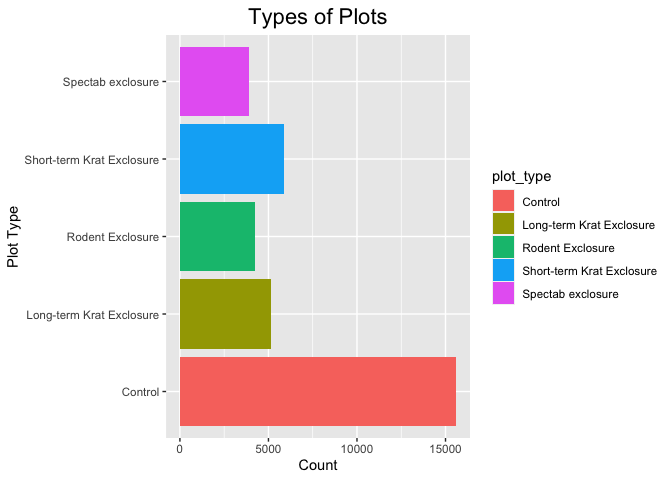 Types of Plots
Plot Type
Spectab exclosure
Short-term Krat Exclosure
Rodent Exclosure
Long-term Krat Exclosure
Control
0 5000 10000 15000
Count
plot_type
Control
Long-term Krat Exclosure
Rodent Exclosure
Short-term Krat Exclosure
Spectab exclosure